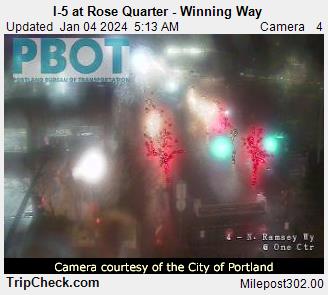 I-5 at Rose Quarter - Winning Way
Updated Jan 04 2024 5:13 AM Camera 4
PBOT
PORTLAND BUREAU OF TRANSPORTATION
4 - N. Ramsey Wy
@ One Ctr
Camera courtesy of the City of Portland
TripCheck.com Milepost302.00